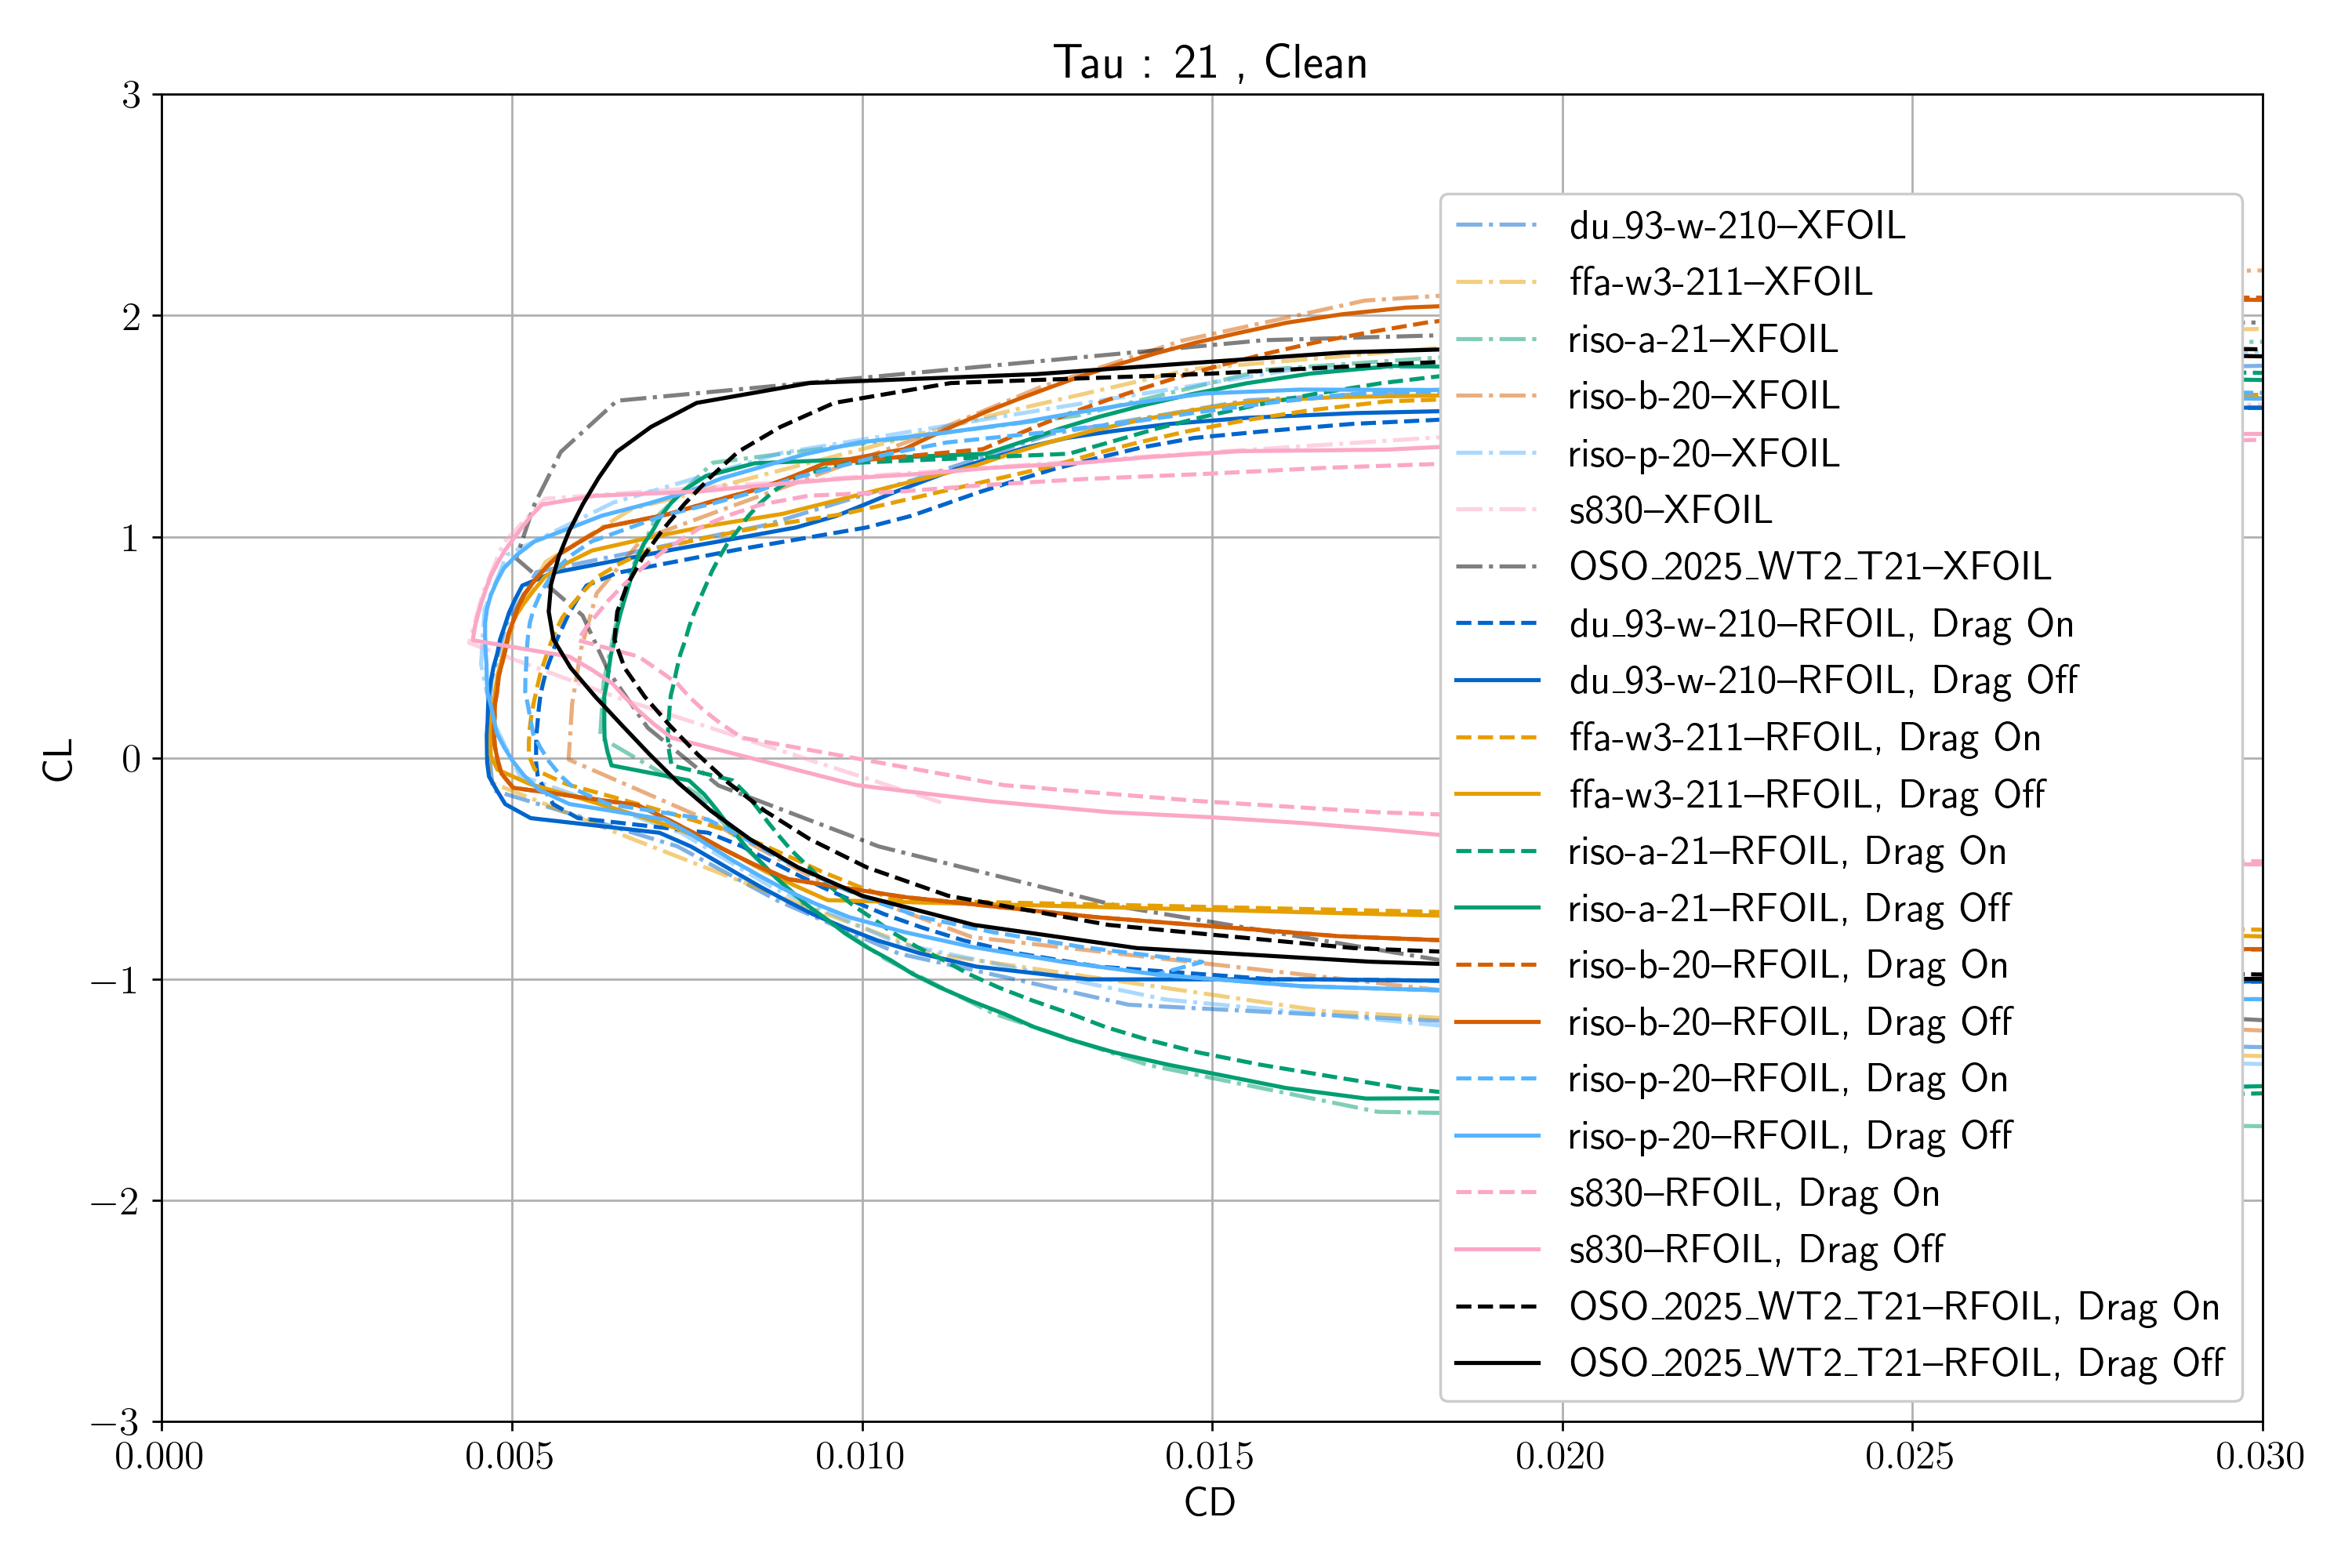 Tau : 21 , Clean
3
2
1
0
−1
−2
−3
CL
0.000 0.005 0.010 0.015 0.020 0.025 0.030
CD
du_93-w-210–XFOIL
ffa-w3-211–XFOIL
riso-a-21–XFOIL
riso-b-20–XFOIL
riso-p-20–XFOIL
s830–XFOIL
OSO_2025_WT2_T21–XFOIL
du_93-w-210–RFOIL, Drag On
du_93-w-210–RFOIL, Drag Off
ffa-w3-211–RFOIL, Drag On
ffa-w3-211–RFOIL, Drag Off
riso-a-21–RFOIL, Drag On
riso-a-21–RFOIL, Drag Off
riso-b-20–RFOIL, Drag On
riso-b-20–RFOIL, Drag Off
riso-p-20–RFOIL, Drag On
riso-p-20–RFOIL, Drag Off
s830–RFOIL, Drag On
s830–RFOIL, Drag Off
OSO_2025_WT2_T21–RFOIL, Drag On
OSO_2025_WT2_T21–RFOIL, Drag Off